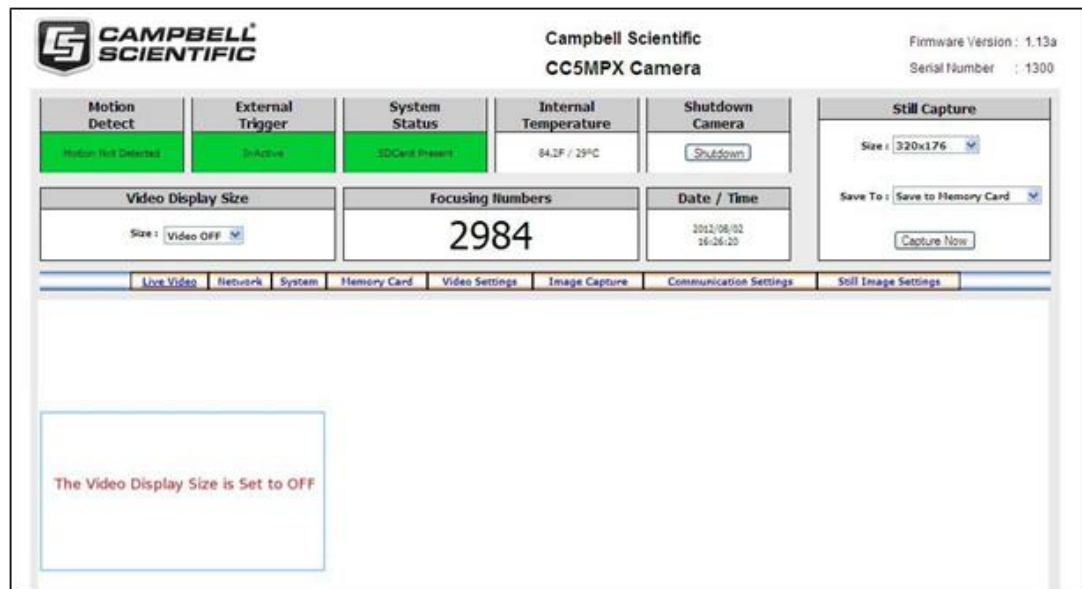 CAMPBELL
SCIENTIFIC
Campbell Scientific
CC5MPX Camera
Firmware Version : 1.13a
Serial Number : 1300
Motion
Detect
Motion Not Detected
External
Trigger
InActive
System
Status
SDCard Present
Internal
Temperature
84.2F / 29ºC
Shutdown
Camera
Shutdown
Still Capture
Size : 320x176
Save To : Save to Memory Card
Capture Now
Video Display Size
Size : Video OFF
Focusing Numbers
2984
Date / Time
2012/08/02
16:26:20
Live Video Network System Memory Card Video Settings Image Capture Communication Settings Still Image Settings
The Video Display Size is Set to OFF